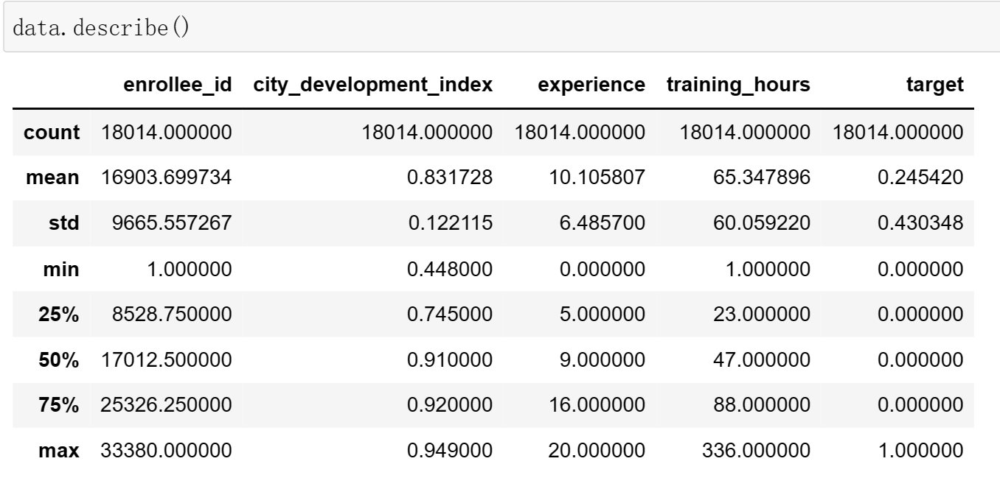 data.describe()
enrollee_id city_development_index experience training_hours target
count 18014.000000 18014.000000 18014.000000 18014.000000 18014.000000
mean 16903.699734 0.831728 10.105807 65.347896 0.245420
std 9665.557267 0.122115 6.485700 60.059220 0.430348
min 1.000000 0.448000 0.000000 1.000000 0.000000
25% 8528.750000 0.745000 5.000000 23.000000 0.000000
50% 17012.500000 0.910000 9.000000 47.000000 0.000000
75% 25326.250000 0.920000 16.000000 88.000000 0.000000
max 33380.000000 0.949000 20.000000 336.000000 1.000000